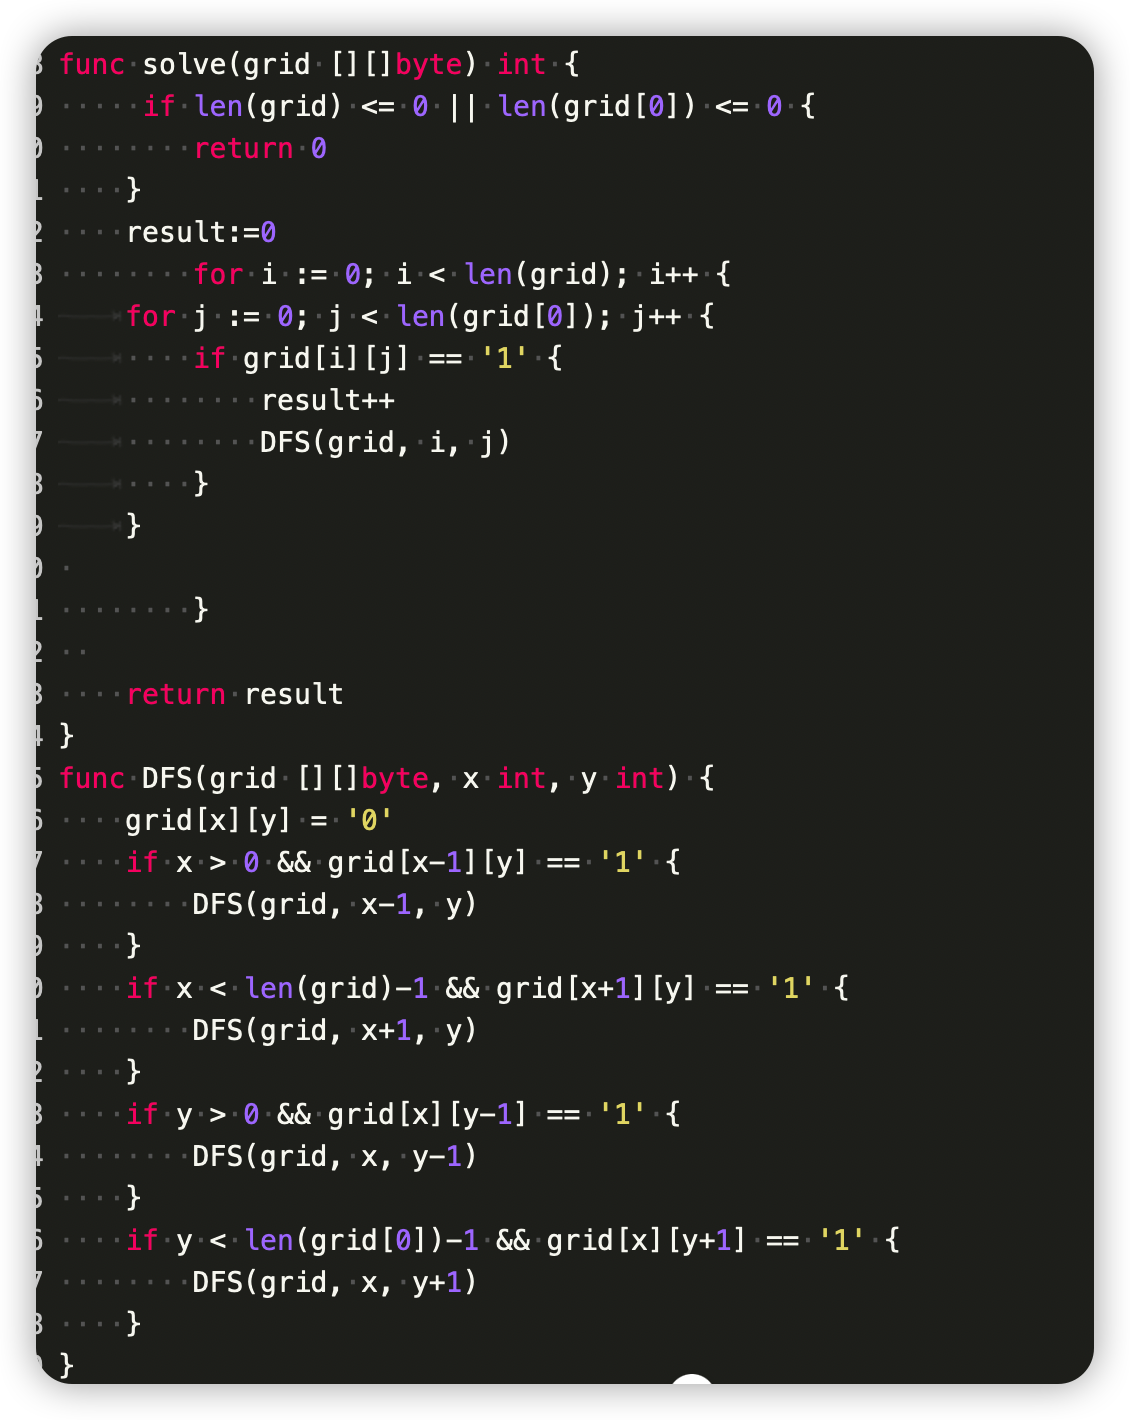 func solve(grid [][]byte) int {
     if len(grid) <= 0 || len(grid[0]) <= 0 {
        return 0
    }
    result:=0
        for i := 0; i < len(grid); i++ {
	for j := 0; j < len(grid[0]); j++ {
	    if grid[i][j] == '1' {
	        result++
	        DFS(grid, i, j)
	    }
	}
        }
    return result
}
func DFS(grid [][]byte, x int, y int) {
    grid[x][y] = '0'
    if x > 0 && grid[x-1][y] == '1' {
        DFS(grid, x-1, y)
    }
    if x < len(grid)-1 && grid[x+1][y] == '1' {
        DFS(grid, x+1, y)
    }
    if y > 0 && grid[x][y-1] == '1' {
        DFS(grid, x, y-1)
    }
    if y < len(grid[0])-1 && grid[x][y+1] == '1' {
        DFS(grid, x, y+1)
    }
}